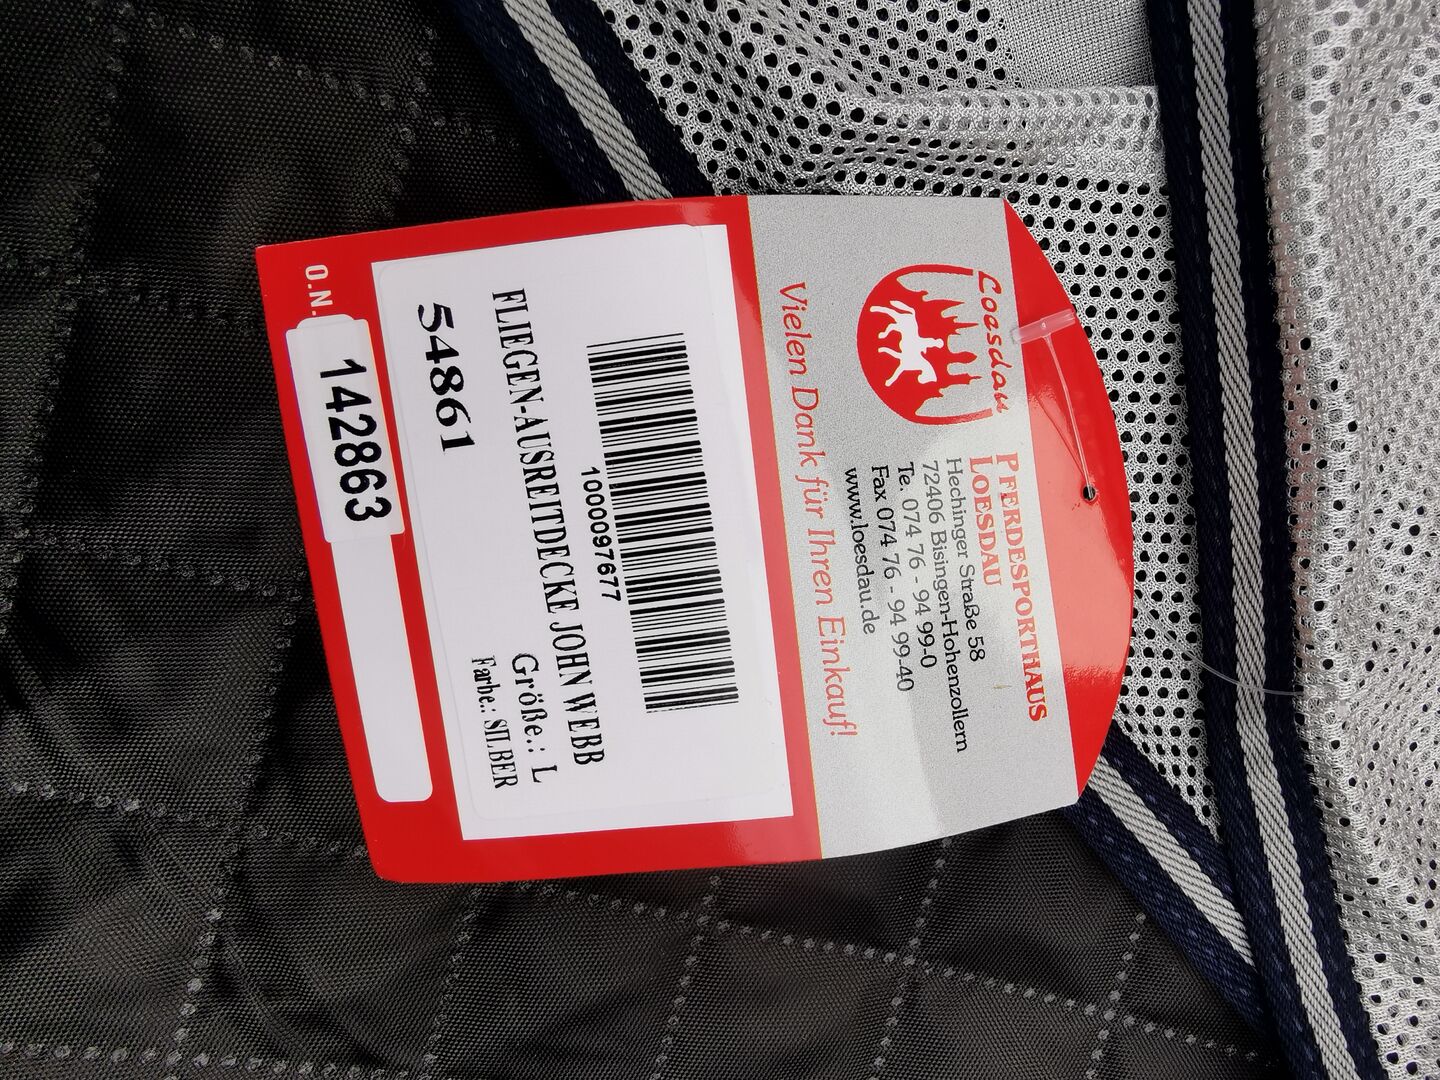 Loesdau
PFERDESPORTHAUS
LOESDAU
Hechinger Straße 58
72406 Bisingen-Hohenzollern
Te. 074 76 - 94 99-0
Fax 074 76 - 94 99-40
www.loesdau.de
Vielen Dank für Ihren Einkauf!
1000097677
FLIEGEN-AUSREITDECKE JOHN WEBB
Größe.: L
Farbe.: SILBER
54861
O.N.
142863